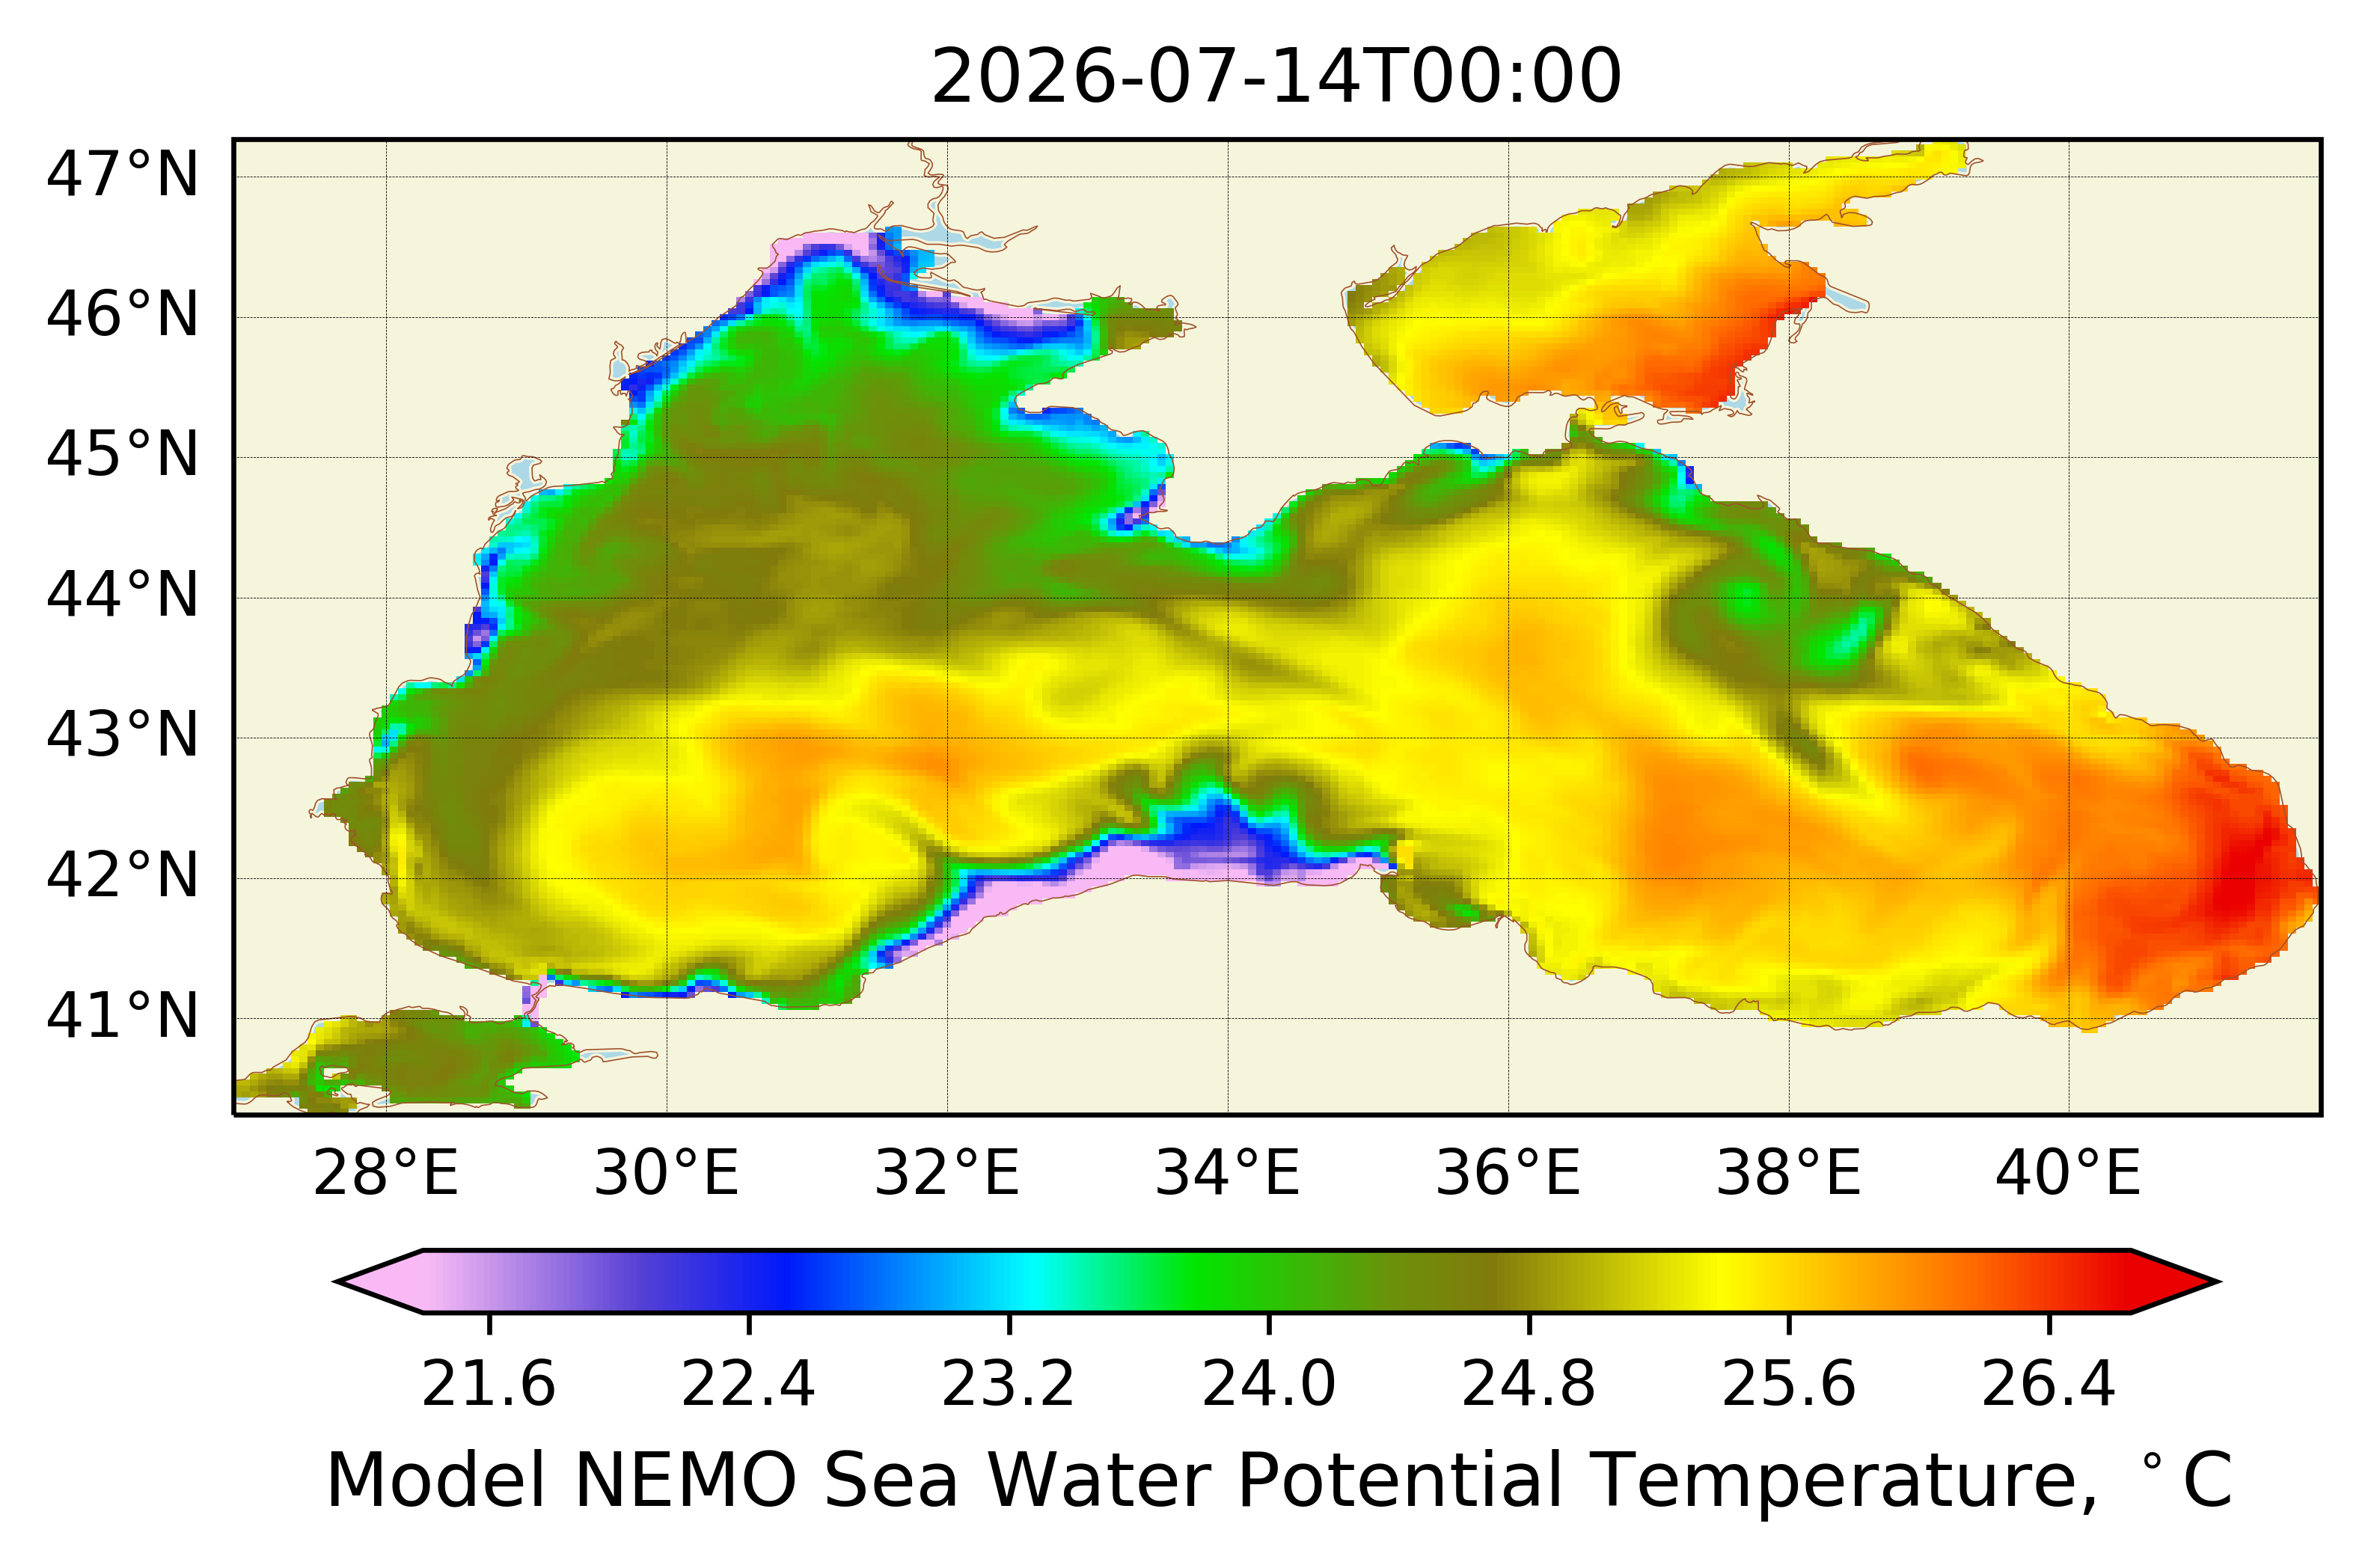 2026-07-14T00:00
47°N
46°N
45°N
44°N
43°N
42°N
41°N
28°E 30°E 32°E 34°E 36°E 38°E 40°E
21.6 22.4 23.2 24.0 24.8 25.6 26.4
Model NEMO Sea Water Potential Temperature, °C